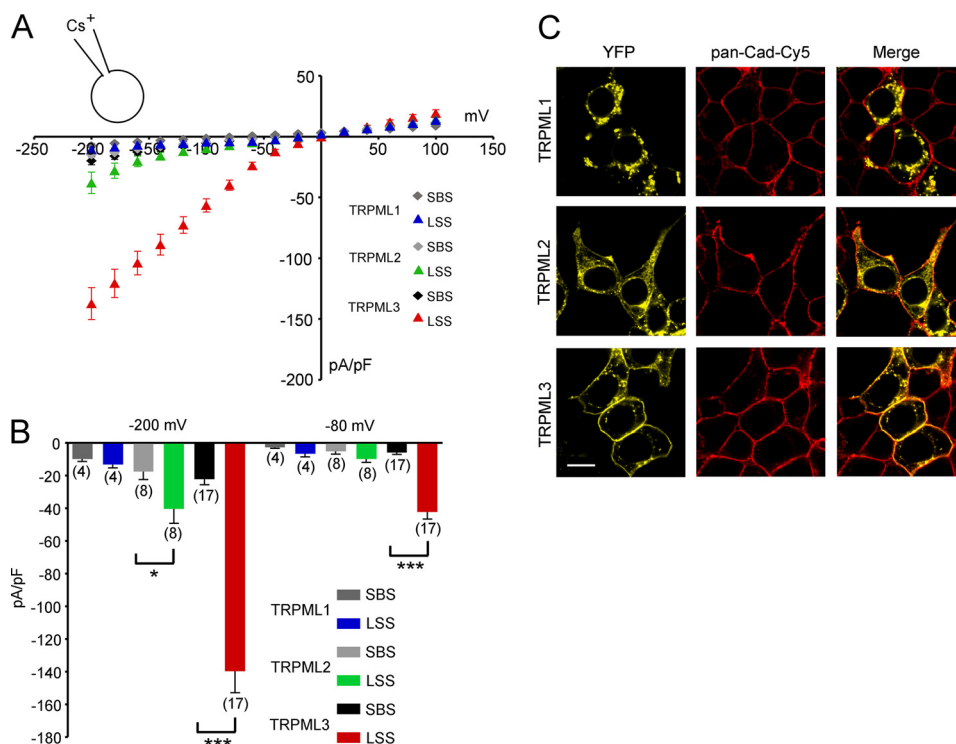 A
Cs+
50
mV
-250
-200
-150
-100
-50
50
100
150
-50
-100
-150
-200
pA/pF
TRPML1
SBS
LSS
TRPML2
SBS
LSS
TRPML3
SBS
LSS
B
-200 mV
-80 mV
0
-20
-40
-60
-80
-100
-120
-140
-160
-180
pA/pF
(4)
(4)
(8)
(8)
(17)
(17)
(4)
(4)
(8)
(8)
(17)
(17)
*
***
***
TRPML1
SBS
LSS
TRPML2
SBS
LSS
TRPML3
SBS
LSS
C
YFP
pan-Cad-Cy5
Merge
TRPML1
TRPML2
TRPML3